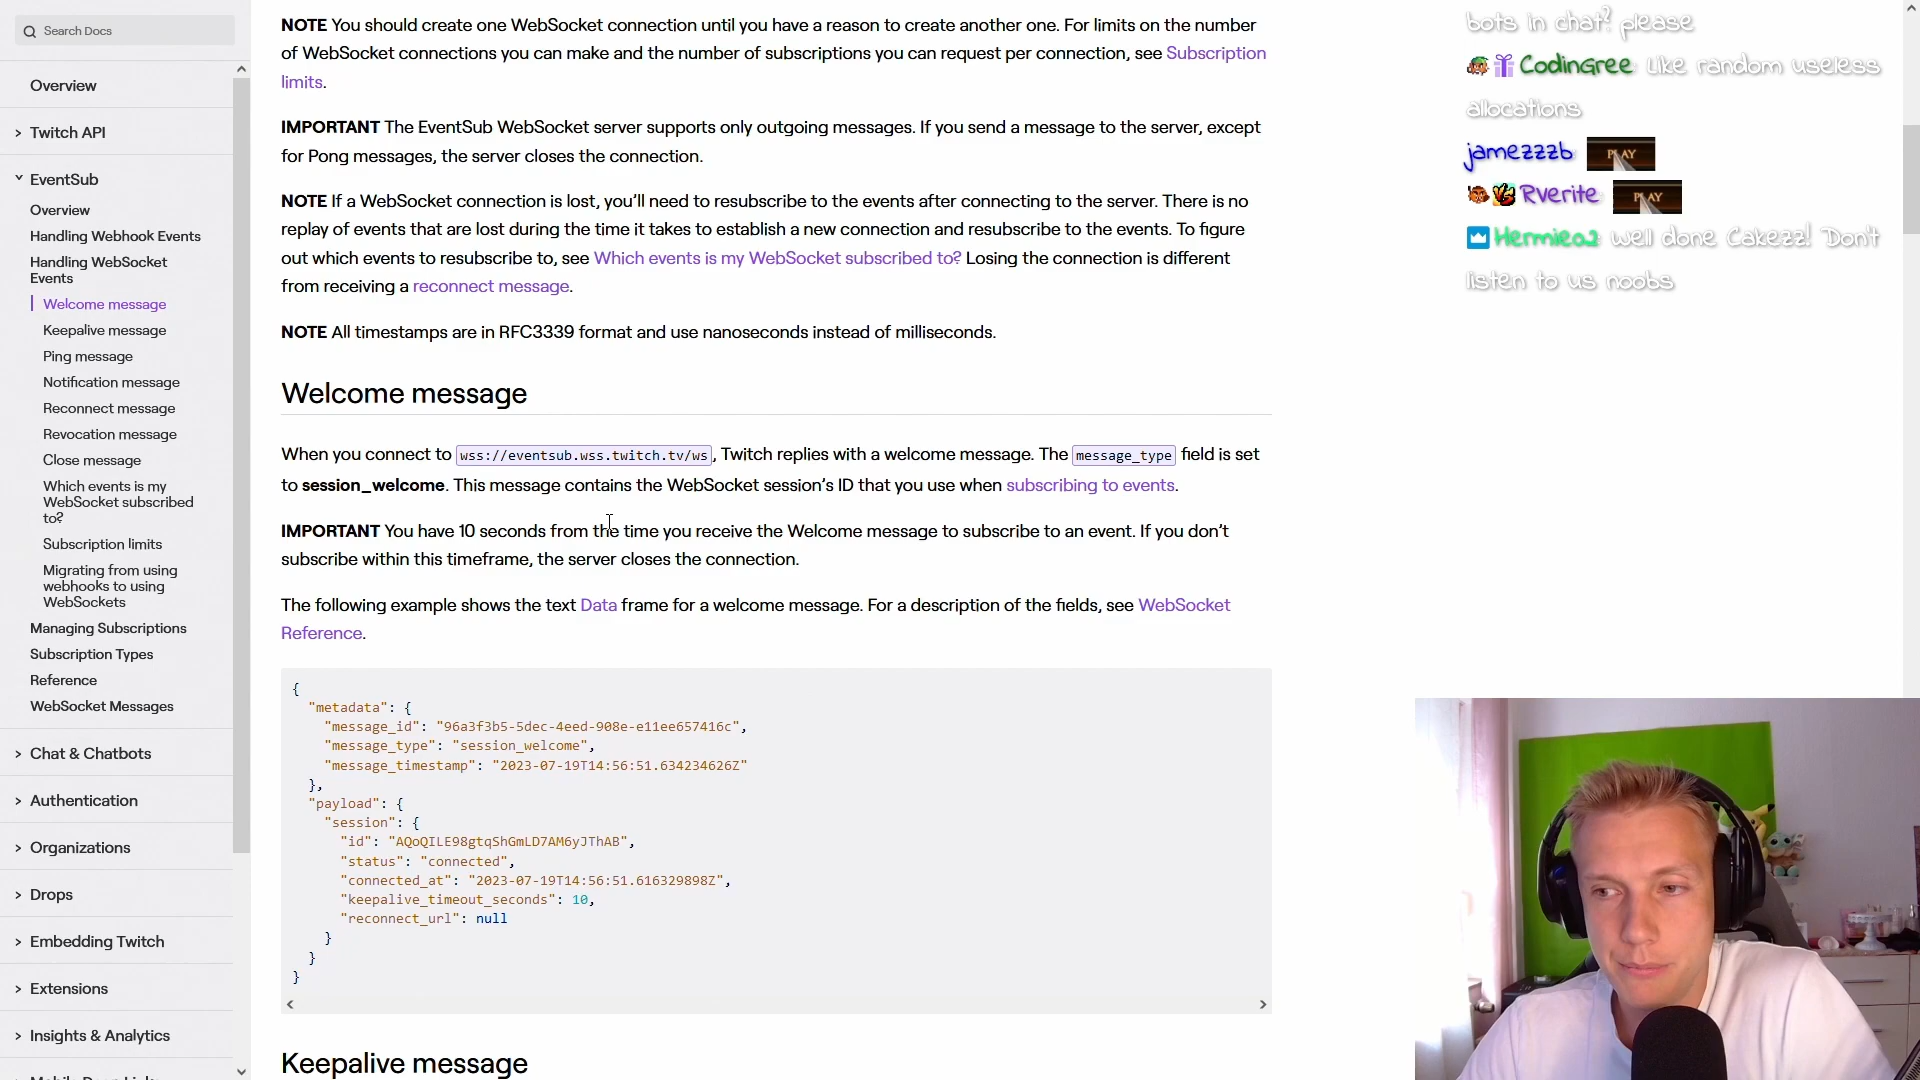 Search Docs
Overview
Twitch API
EventSub
Overview
Handling Webhook Events
Handling WebSocket
Events
Welcome message
Keepalive message
Ping message
Notification message
Reconnect message
Revocation message
Close message
Which events is my
WebSocket subscribed
to?
Subscription limits
Migrating from using
webhooks to using
WebSockets
Managing Subscriptions
Subscription Types
Reference
WebSocket Messages
Chat & Chatbots
Authentication
Organizations
Drops
Embedding Twitch
Extensions
Insights & Analytics
NOTE You should create one WebSocket connection until you have a reason to create another one. For limits on the number
of WebSocket connections you can make and the number of subscriptions you can request per connection, see Subscription
limits.
IMPORTANT The EventSub WebSocket server supports only outgoing messages. If you send a message to the server, except
for Pong messages, the server closes the connection.
NOTE If a WebSocket connection is lost, you’ll need to resubscribe to the events after connecting to the server. There is no
replay of events that are lost during the time it takes to establish a new connection and resubscribe to the events. To figure
out which events to resubscribe to, see Which events is my WebSocket subscribed to? Losing the connection is different
from receiving a reconnect message.
NOTE All timestamps are in RFC3339 format and use nanoseconds instead of milliseconds.
Welcome message
When you connect to wss://eventsub.wss.twitch.tv/ws, Twitch replies with a welcome message. The message_type field is set
to session_welcome. This message contains the WebSocket session’s ID that you use when subscribing to events.
IMPORTANT You have 10 seconds from the time you receive the Welcome message to subscribe to an event. If you don’t
subscribe within this timeframe, the server closes the connection.
The following example shows the text Data frame for a welcome message. For a description of the fields, see WebSocket
Reference.
{
"metadata": {
"message_id": "96a3f3b5-5dec-4eed-908e-e11ee657416c",
"message_type": "session_welcome",
"message_timestamp": "2023-07-19T14:56:51.634234626Z"
},
"payload": {
"session": {
"id": "AQoQILE98gtqShGmLD7AM6yJThAB",
"status": "connected",
"connected_at": "2023-07-19T14:56:51.616329898Z",
"keepalive_timeout_seconds": 10,
"reconnect_url": null
}
}
}
Keepalive message
bots in chat? please
CodinGree Like random useless
allocations
jamezzzb PLAY
Rverite PLAY
Hermie02 well done Cakezz! Don't
listen to us noobs